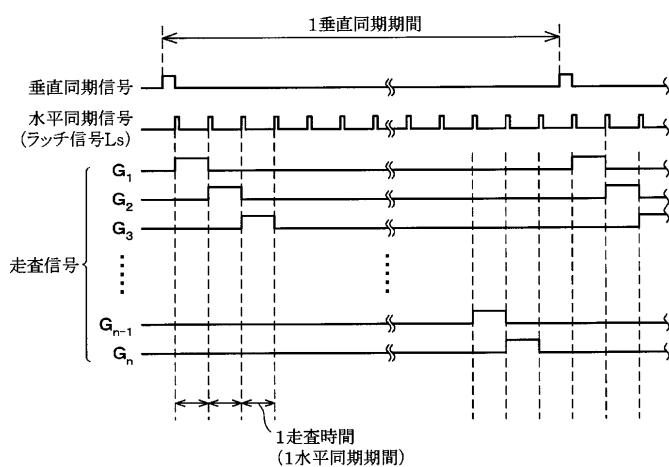 1垂直同期期間
垂直同期信号
水平同期信号
(ラッチ信号Ls)
G1
G2
G3
走査信号
Gn-1
Gn
1走査時間
(1水平同期期間)